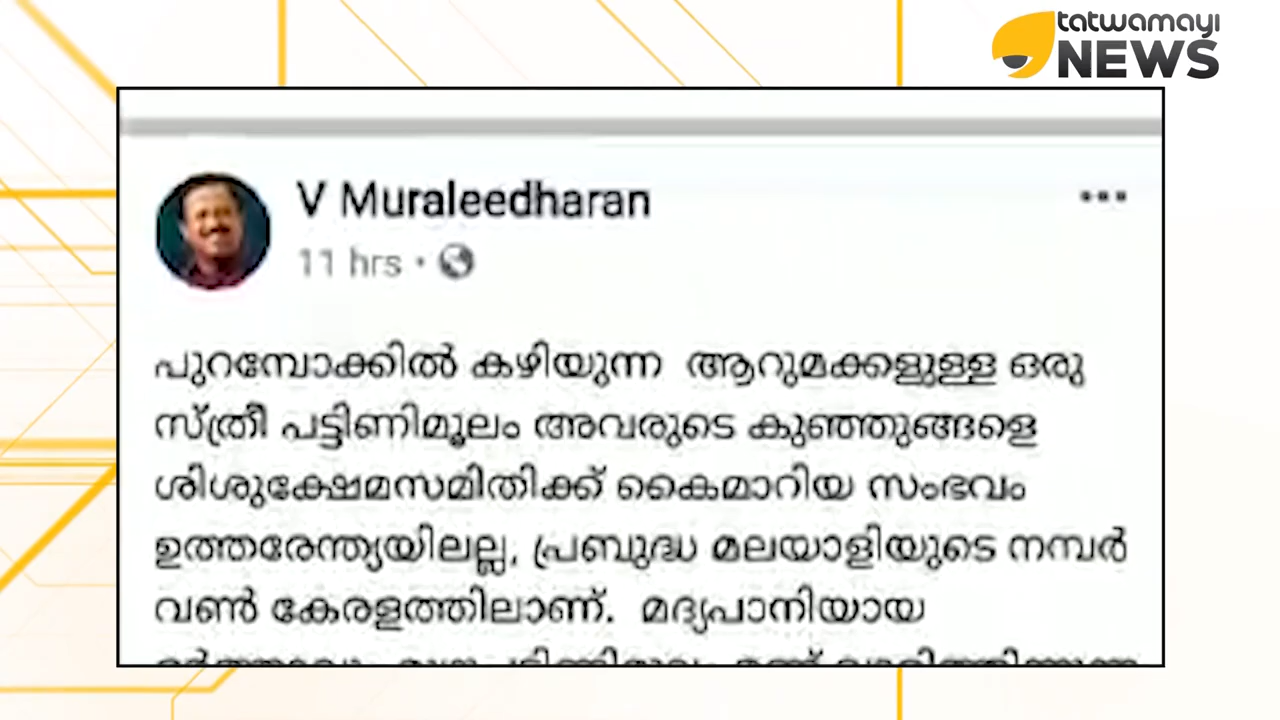 tatwamayi
NEWS
V Muraleedharan
11 hrs
പുറമ്പോക്കിൽ കഴിയുന്ന ആറുമക്കളുള്ള ഒരു
സ്ത്രീ പട്ടിണിമൂലം അവരുടെ കുഞ്ഞുങ്ങളെ
ശിശുക്ഷേമസമിതിക്ക് കൈമാറിയ സംഭവം
ഉത്തരേന്ത്യയിലല്ല, പ്രബുദ്ധ മലയാളിയുടെ നമ്പർ
വൺ കേരളത്തിലാണ്. മദ്യപാനിയായ